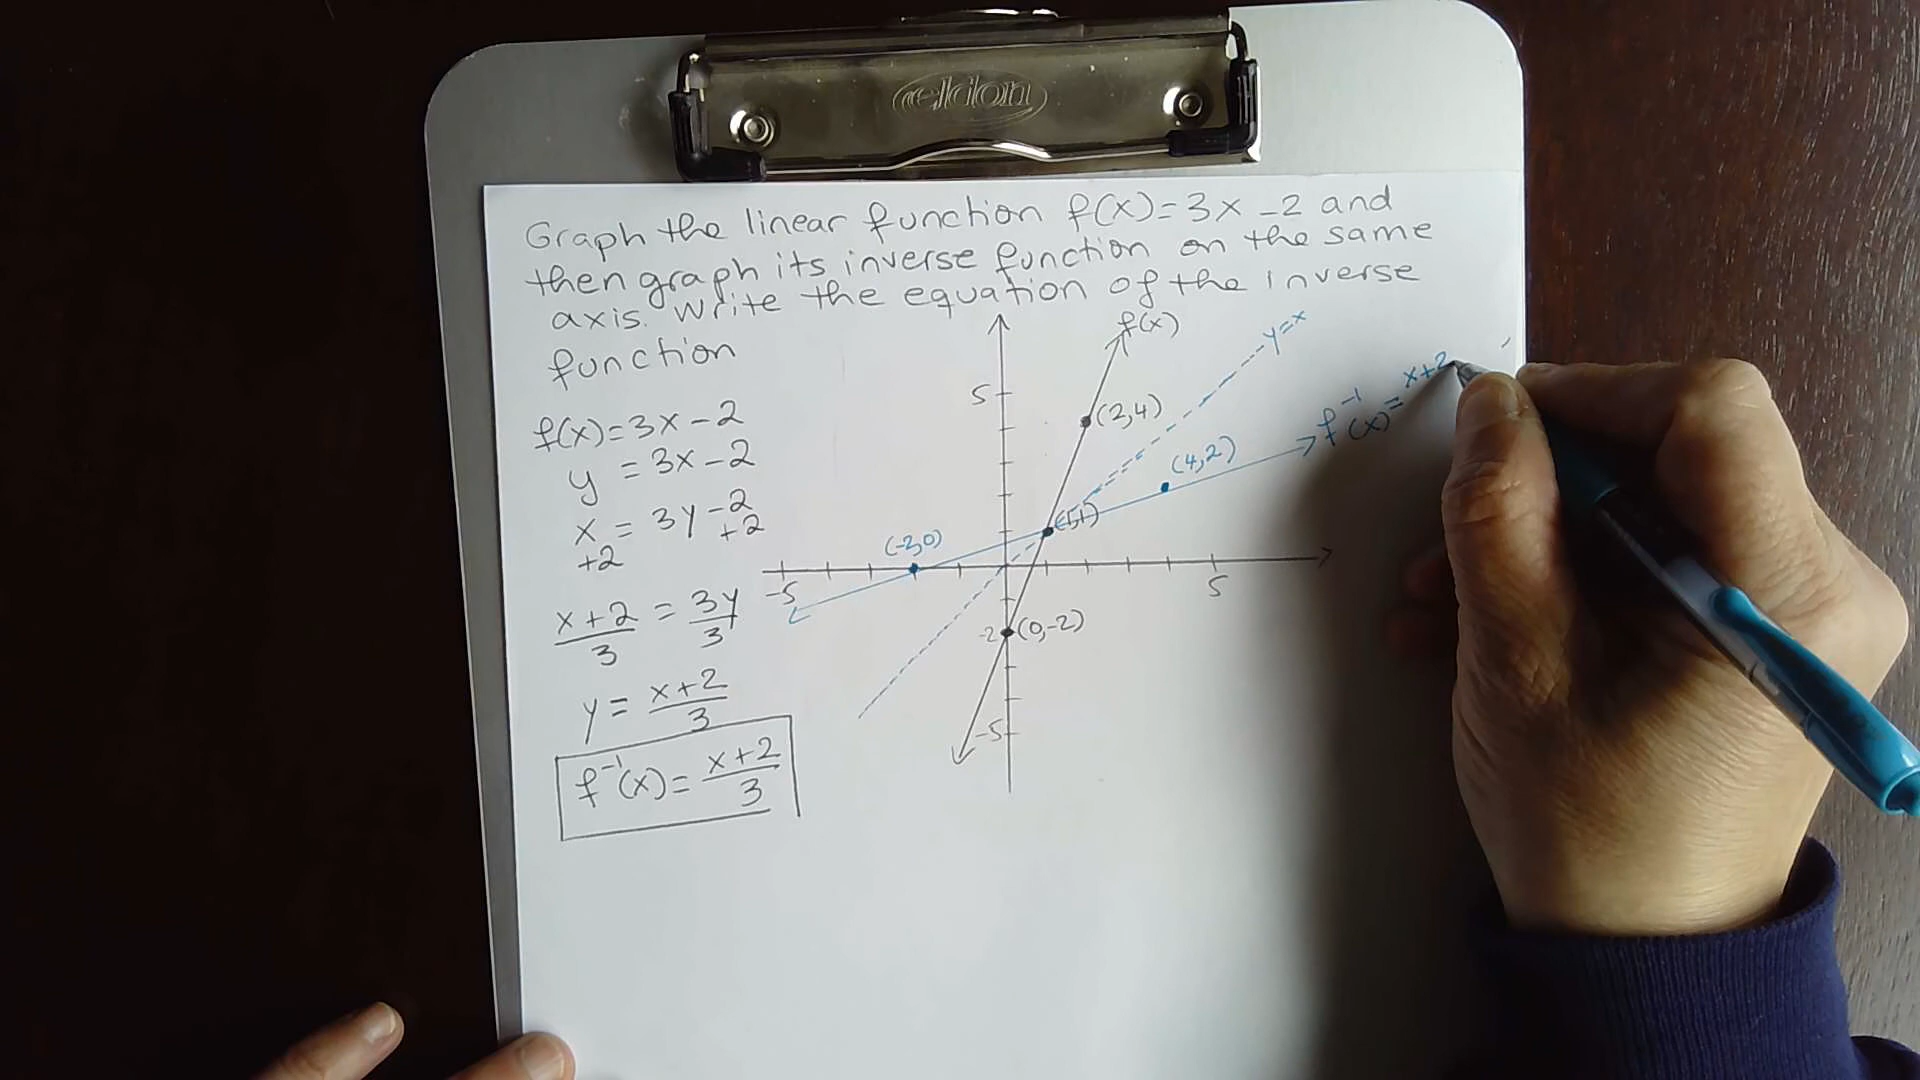 eldon
Graph the linear function f(x)=3x-2 and
then graph its inverse function on the same
axis. Write the equation of the inverse
function
f(x)=3x-2
y=3x-2
x=3y-2
+2 +2
x+2/3=3y/3
y=x+2/3
f⁻¹(x)=x+2/3
f(x)
y=x
5
(2,4)
f⁻¹(x)=x+2
(4,2)
(1,1)
(-2,0)
-5
5
-2
(0,-2)
-5